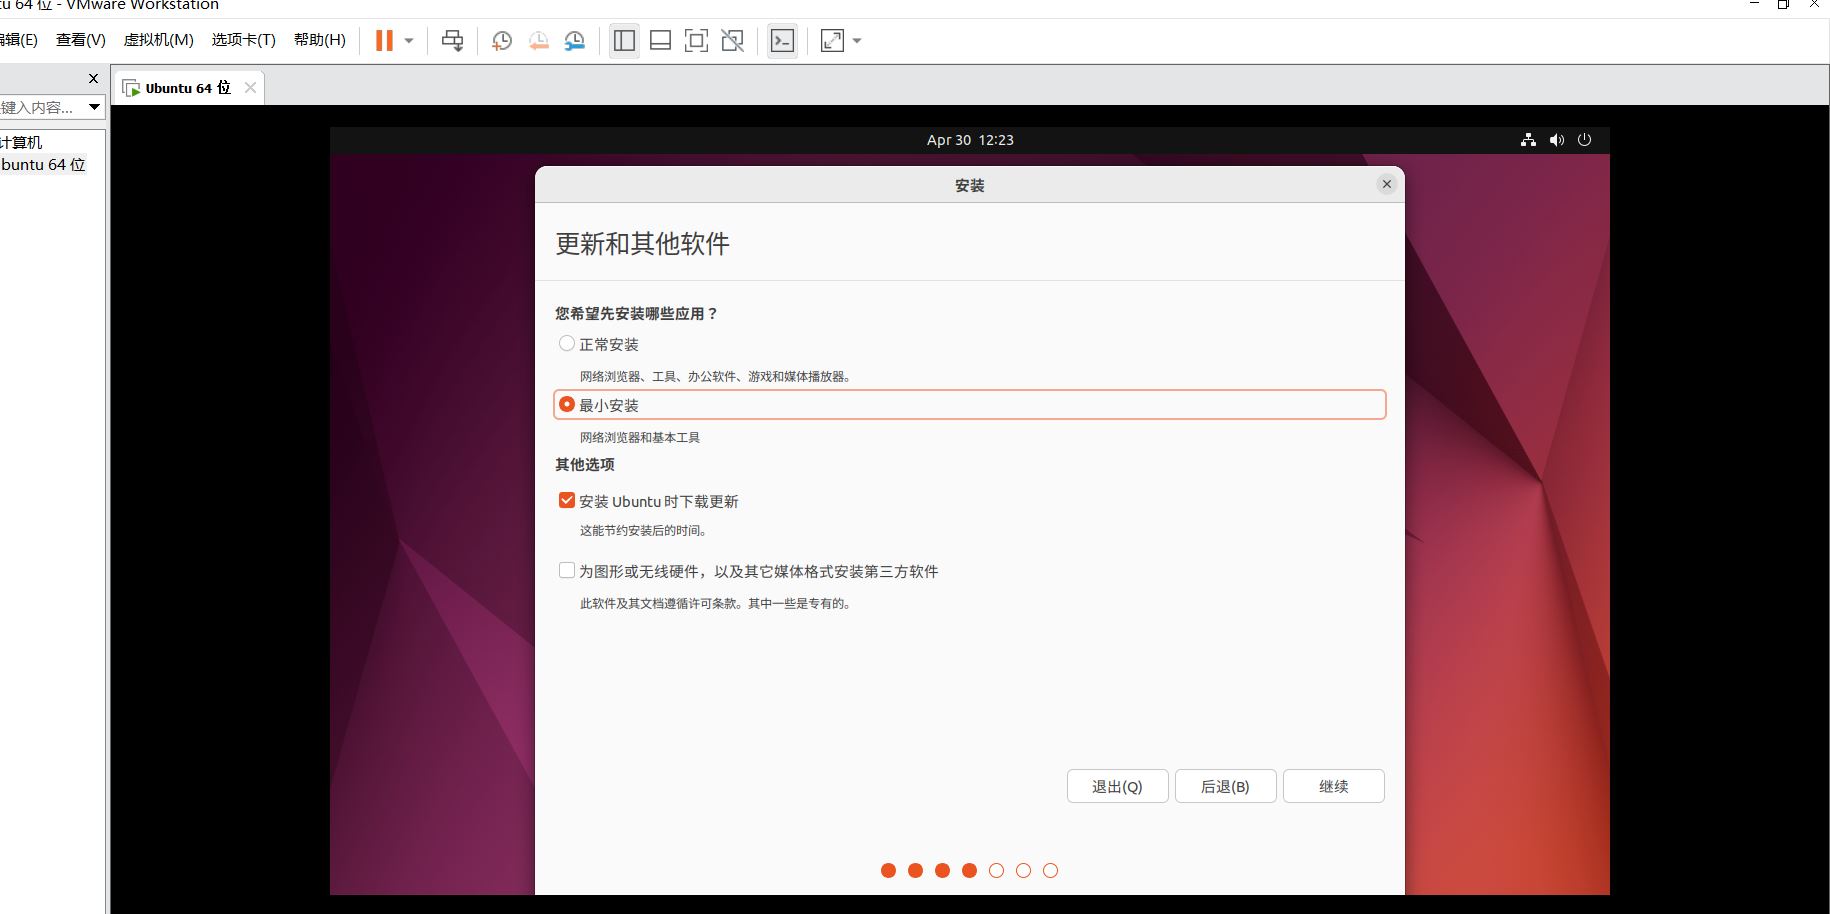 tu 64 位 - VMware Workstation
编辑(E) 查看(V) 虚拟机(M) 选项卡(T) 帮助(H)
Ubuntu 64 位
键入内容...
计算机
buntu 64 位
Apr 30 12:23
安装
更新和其他软件
您希望先安装哪些应用？
正常安装
网络浏览器、工具、办公软件、游戏和媒体播放器。
最小安装
网络浏览器和基本工具
其他选项
安装 Ubuntu 时下载更新
这能节约安装后的时间。
为图形或无线硬件，以及其它媒体格式安装第三方软件
此软件及其文档遵循许可条款。其中一些是专有的。
退出(Q) 后退(B) 继续